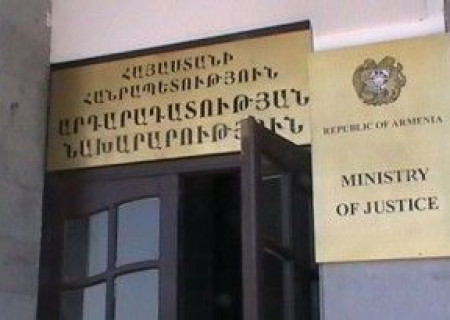 ՀԱՅԱՍՏԱՆԻ
ՀԱՆՐԱՊԵՏՈՒԹՅՈՒՆ
ԱՐԴԱՐԱԴԱՏՈՒԹՅԱՆ
ՆԱԽԱՐԱՐՈՒԹՅՈՒՆ
REPUBLIC OF ARMENIA
MINISTRY
OF JUSTICE